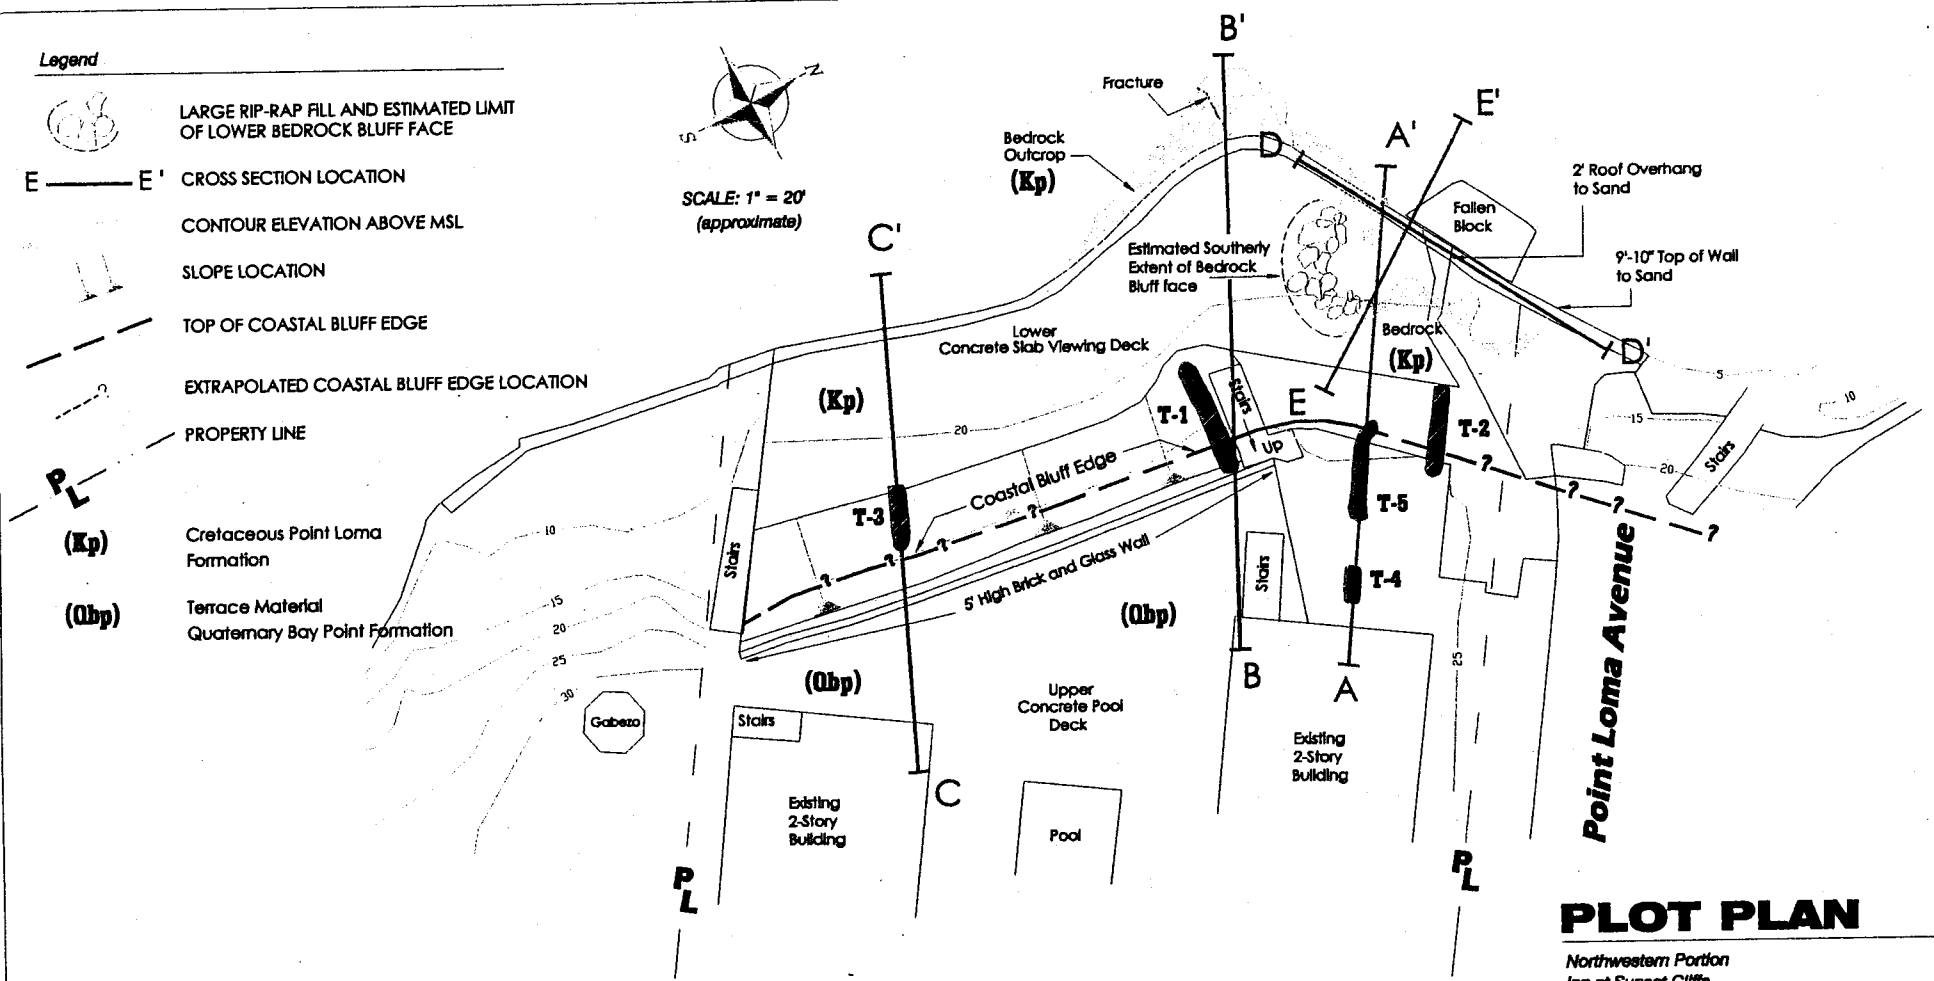 Legend
LARGE RIP-RAP FILL AND ESTIMATED LIMIT
OF LOWER BEDROCK BLUFF FACE
E E' CROSS SECTION LOCATION
CONTOUR ELEVATION ABOVE MSL
SLOPE LOCATION
TOP OF COASTAL BLUFF EDGE
?
EXTRAPOLATED COASTAL BLUFF EDGE LOCATION
PROPERTY LINE
PL
(Kp)
Cretaceous Point Loma
Formation
(Qbp)
Terrace Material
Quaternary Bay Point Formation
N
S
SCALE: 1" = 20'
(approximate)
B'
Fracture
E'
A'
D
Bedrock
Outcrop
(Kp)
2' Roof Overhang
to Sand
Fallen
Block
C'
Estimated Southerly
Extent of Bedrock
Bluff face
9'-10" Top of Wall
to Sand
Lower
Concrete Slab Viewing Deck
Bedrock
(Kp)
D'
5
10
(Kp)
T-1
Stairs
E
T-2
15
20
UP
Stairs
20
Coastal Bluff Edge
?
?
?
?
?
?
?
T-3
T-5
10
Stairs
5' High Brick and Glass Wall
Stairs
T-4
15
20
25
30
(Qbp)
(Qbp)
25
Point Loma Avenue
B
A
Gabezo
Stairs
Upper
Concrete Pool
Deck
Existing
2-Story
Building
C
Existing
2-Story
Building
Pool
PL
PL
PLOT PLAN
Northwestern Portion
Inn at Sunset Cliffs